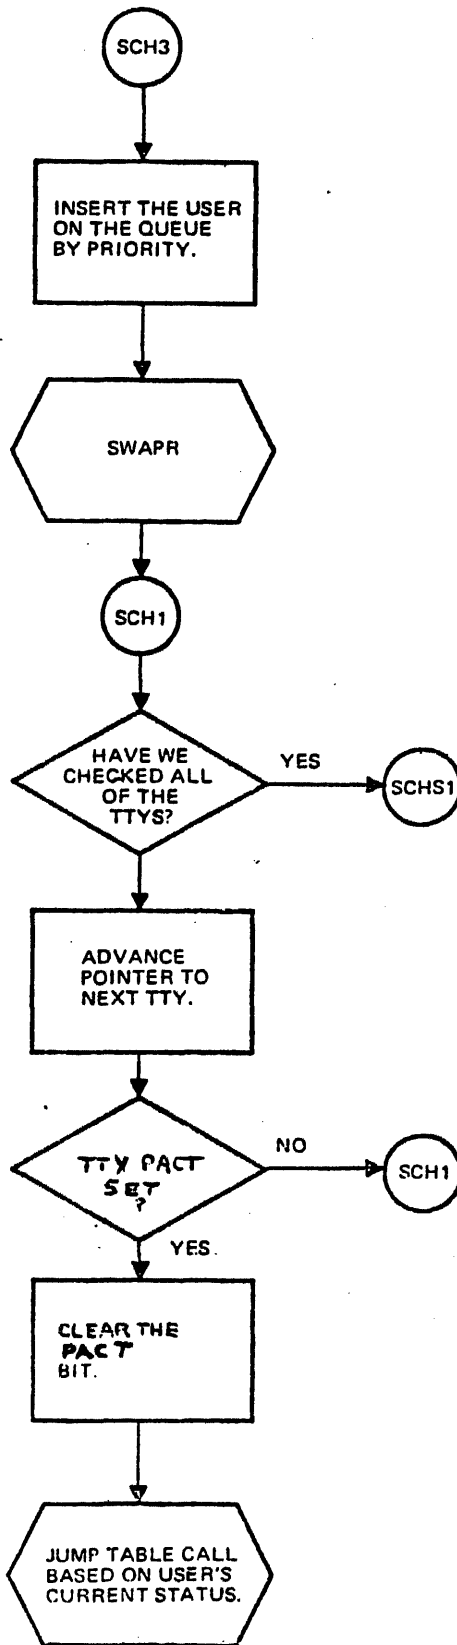 SCH3
INSERT THE USER
ON THE QUEUE
BY PRIORITY.
SWAPR
SCH1
HAVE WE
CHECKED ALL
OF THE
TTYS?
YES
SCHS1
ADVANCE
POINTER TO
NEXT TTY.
TTY PACT
SET
?
NO
SCH1
YES.
CLEAR THE
PACT
BIT.
JUMP TABLE CALL
BASED ON USER'S
CURRENT STATUS.